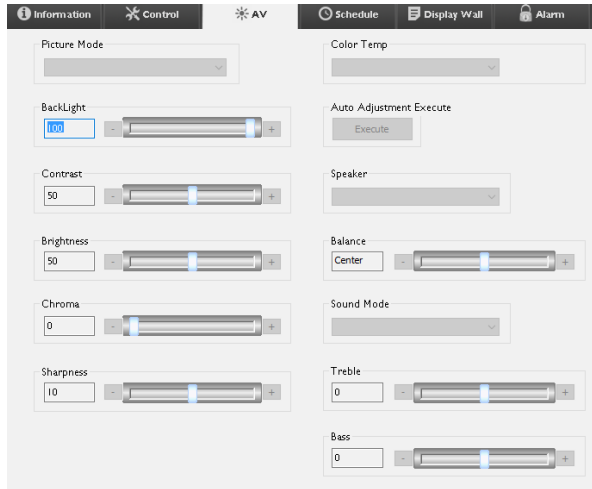 Information Control AV Schedule Display Wall Alarm
Picture Mode
Color Temp
BackLight
100 - +
Auto Adjustment Execute
Execute
Contrast
50 - +
Speaker
Brightness
50 - +
Balance
Center - +
Chroma
0 - +
Sound Mode
Sharpness
10 - +
Treble
0 - +
Bass
0 - +